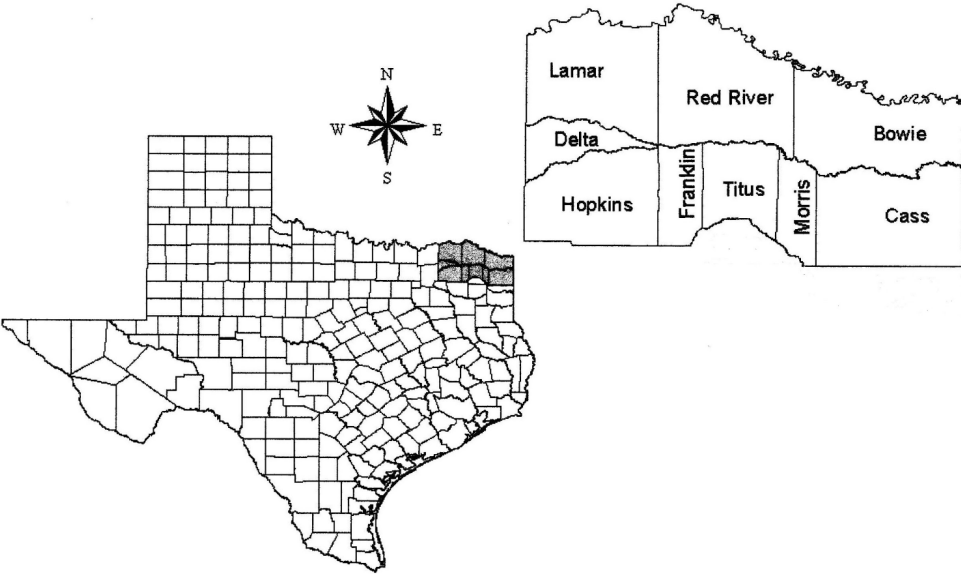 N
W E
S
Lamar
Red River
Delta
Bowie
Hopkins
Franklin
Titus
Morris
Cass